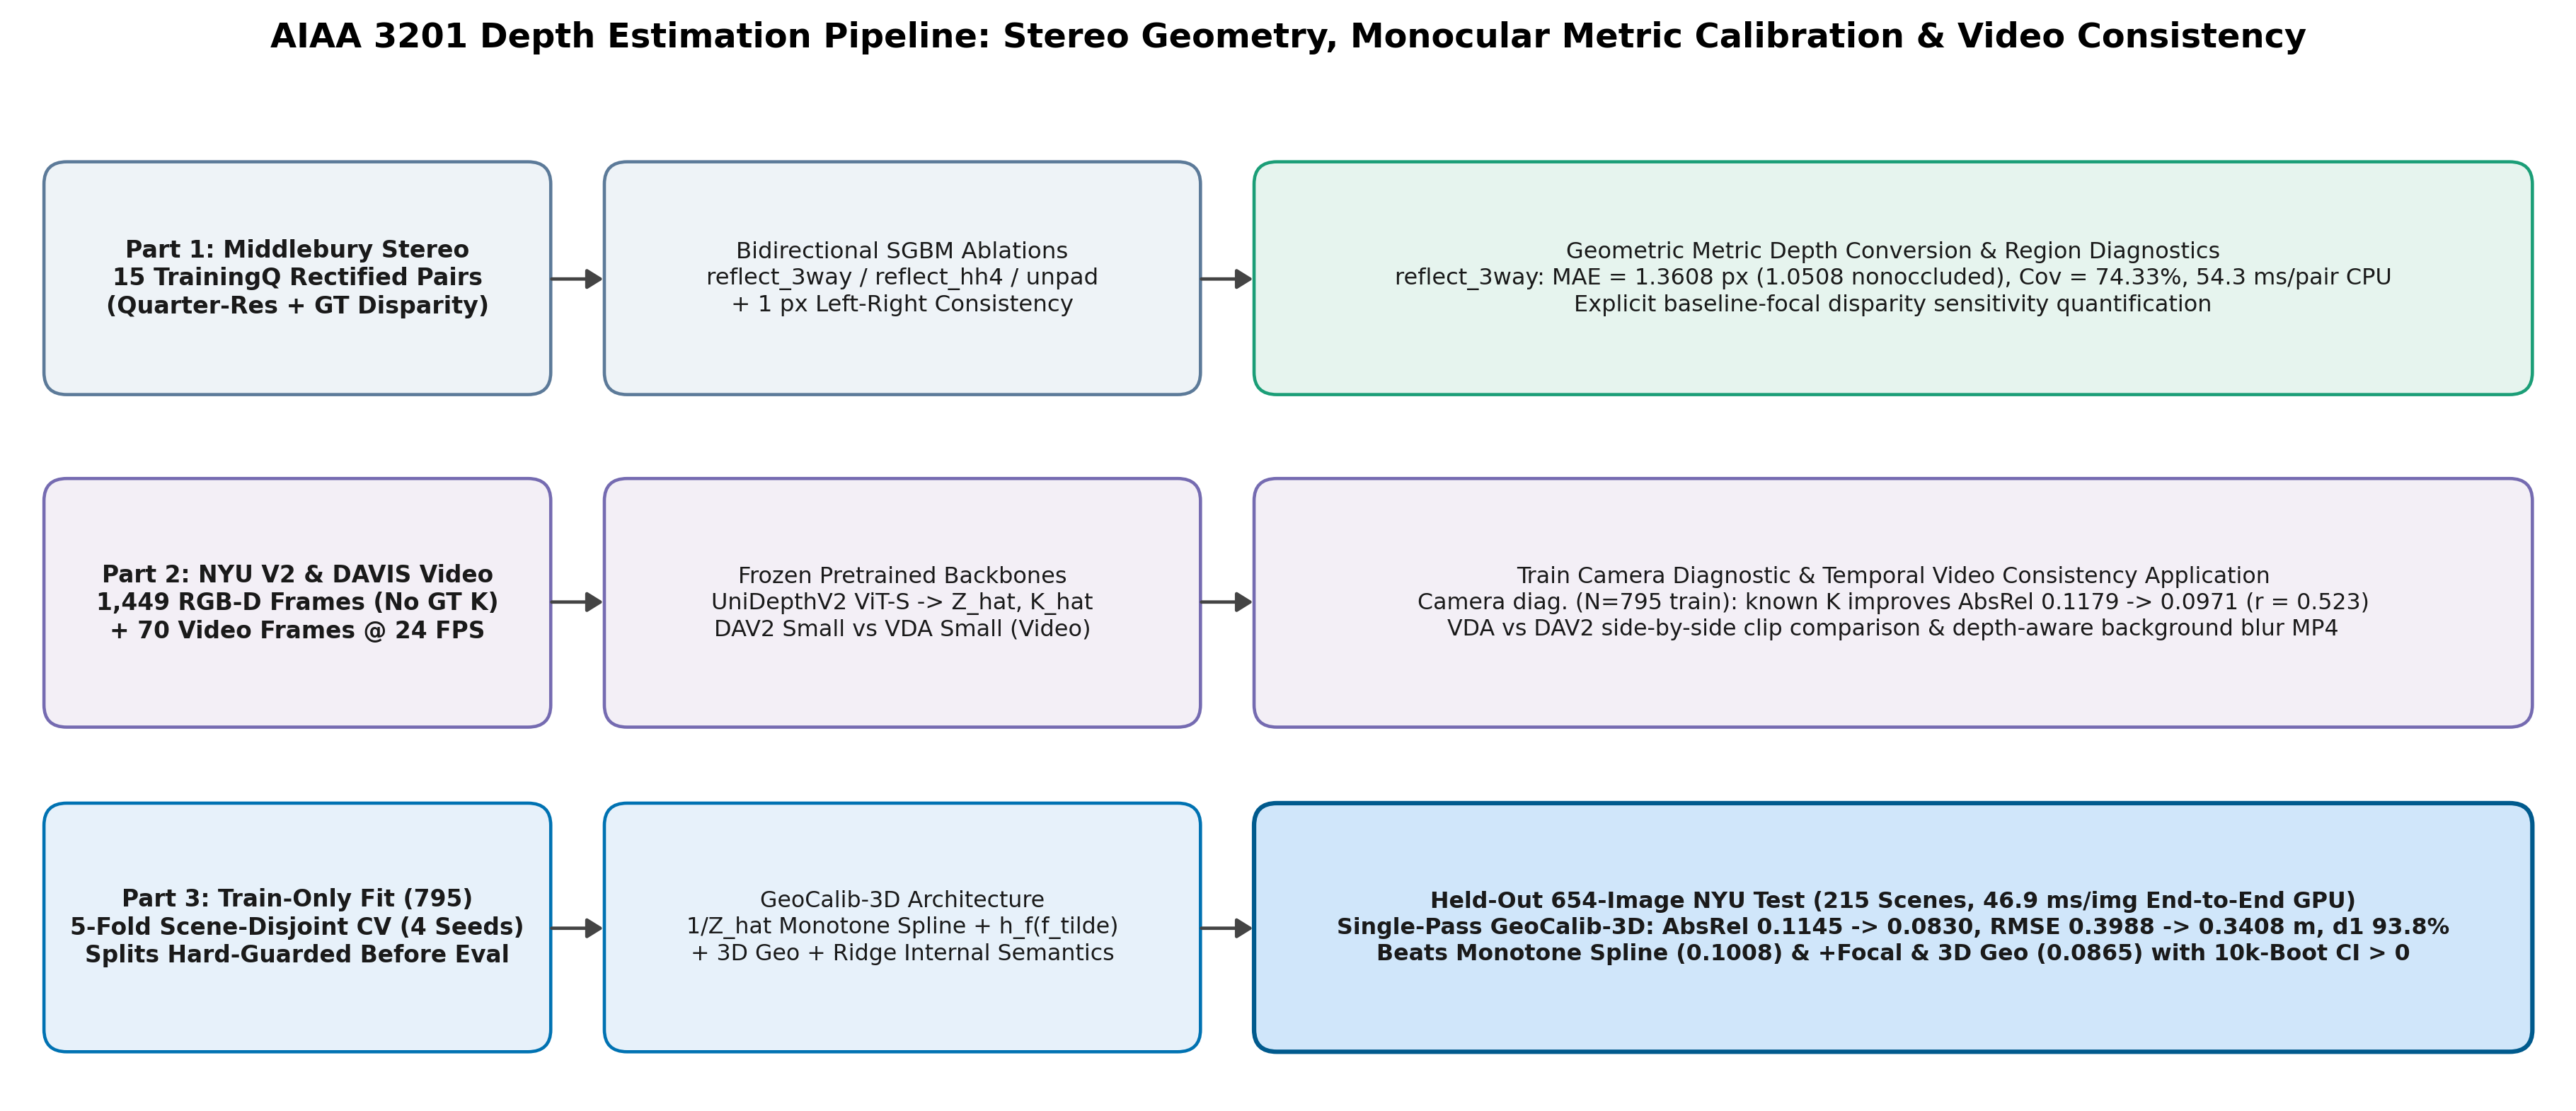 AIAA 3201 Depth Estimation Pipeline: Stereo Geometry, Monocular Metric Calibration & Video Consistency
Part 1: Middlebury Stereo
15 TrainingQ Rectified Pairs
(Quarter-Res + GT Disparity)
Bidirectional SGBM Ablations
reflect_3way / reflect_hh4 / unpad
+ 1 px Left-Right Consistency
Geometric Metric Depth Conversion & Region Diagnostics
reflect_3way: MAE = 1.3608 px (1.0508 nonoccluded), Cov = 74.33%, 54.3 ms/pair CPU
Explicit baseline-focal disparity sensitivity quantification
Part 2: NYU V2 & DAVIS Video
1,449 RGB-D Frames (No GT K)
+ 70 Video Frames @ 24 FPS
Frozen Pretrained Backbones
UniDepthV2 ViT-S -> Z_hat, K_hat
DAV2 Small vs VDA Small (Video)
Train Camera Diagnostic & Temporal Video Consistency Application
Camera diag. (N=795 train): known K improves AbsRel 0.1179 -> 0.0971 (r = 0.523)
VDA vs DAV2 side-by-side clip comparison & depth-aware background blur MP4
Part 3: Train-Only Fit (795)
5-Fold Scene-Disjoint CV (4 Seeds)
Splits Hard-Guarded Before Eval
GeoCalib-3D Architecture
1/Z_hat Monotone Spline + h_f(f_tilde)
+ 3D Geo + Ridge Internal Semantics
Held-Out 654-Image NYU Test (215 Scenes, 46.9 ms/img End-to-End GPU)
Single-Pass GeoCalib-3D: AbsRel 0.1145 -> 0.0830, RMSE 0.3988 -> 0.3408 m, d1 93.8%
Beats Monotone Spline (0.1008) & +Focal & 3D Geo (0.0865) with 10k-Boot CI > 0